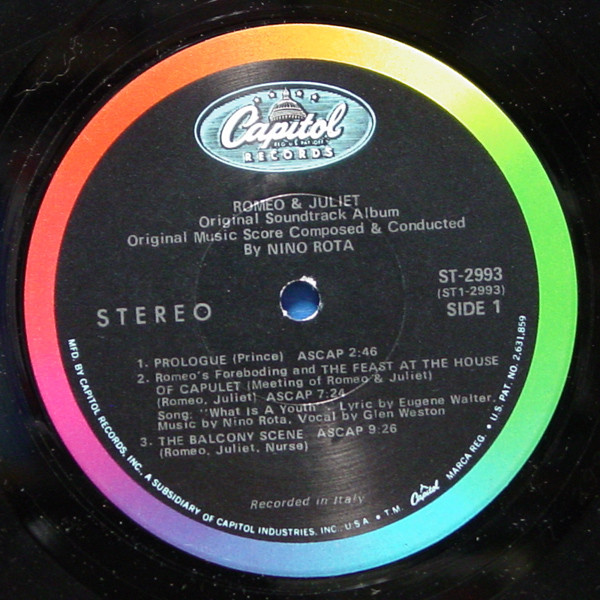 Capitol
RECORDS
ROMEO & JULIET
Original Soundtrack Album
Original Music Score Composed & Conducted
By NINO ROTA
STEREO
ST-2993
(ST1-2993)
SIDE 1
1. PROLOGUE (Prince) ASCAP 2:46
2. Romeo's Foreboding and THE FEAST AT THE HOUSE
OF CAPULET (Meeting of Romeo & Juliet)
(Romeo, Juliet) ASCAP 7:24
Song: "What Is A Youth" - Lyric by Eugene Walter.
Music by Nino Rota, Vocal by Glen Weston
3. THE BALCONY SCENE ASCAP 9:26
(Romeo, Juliet, Nurse)
Recorded in Italy
MFD. BY CAPITOL RECORDS, INC., A SUBSIDIARY OF CAPITOL INDUSTRIES, INC., U.S.A. • T.M. Capitol MARCA REG. • U.S. PAT. NO. 2,631,859